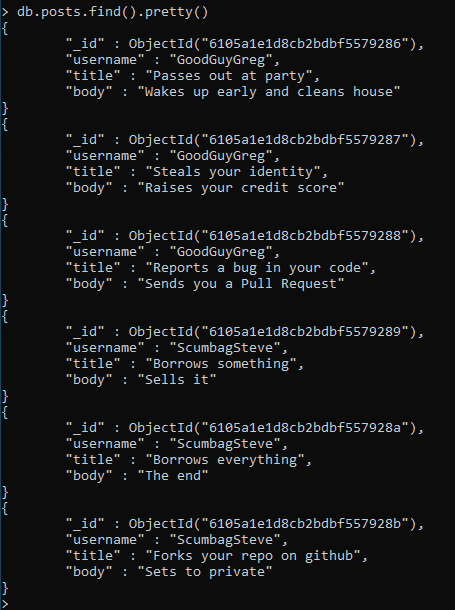 > db.posts.find().pretty()
{
        "_id" : ObjectId("6105a1e1d8cb2bdbf5579286"),
        "username" : "GoodGuyGreg",
        "title" : "Passes out at party",
        "body" : "Wakes up early and cleans house"
}
{
        "_id" : ObjectId("6105a1e1d8cb2bdbf5579287"),
        "username" : "GoodGuyGreg",
        "title" : "Steals your identity",
        "body" : "Raises your credit score"
}
{
        "_id" : ObjectId("6105a1e1d8cb2bdbf5579288"),
        "username" : "GoodGuyGreg",
        "title" : "Reports a bug in your code",
        "body" : "Sends you a Pull Request"
}
{
        "_id" : ObjectId("6105a1e1d8cb2bdbf5579289"),
        "username" : "ScumbagSteve",
        "title" : "Borrows something",
        "body" : "Sells it"
}
{
        "_id" : ObjectId("6105a1e1d8cb2bdbf557928a"),
        "username" : "ScumbagSteve",
        "title" : "Borrows everything",
        "body" : "The end"
}
{
        "_id" : ObjectId("6105a1e1d8cb2bdbf557928b"),
        "username" : "ScumbagSteve",
        "title" : "Forks your repo on github",
        "body" : "Sets to private"
}
>